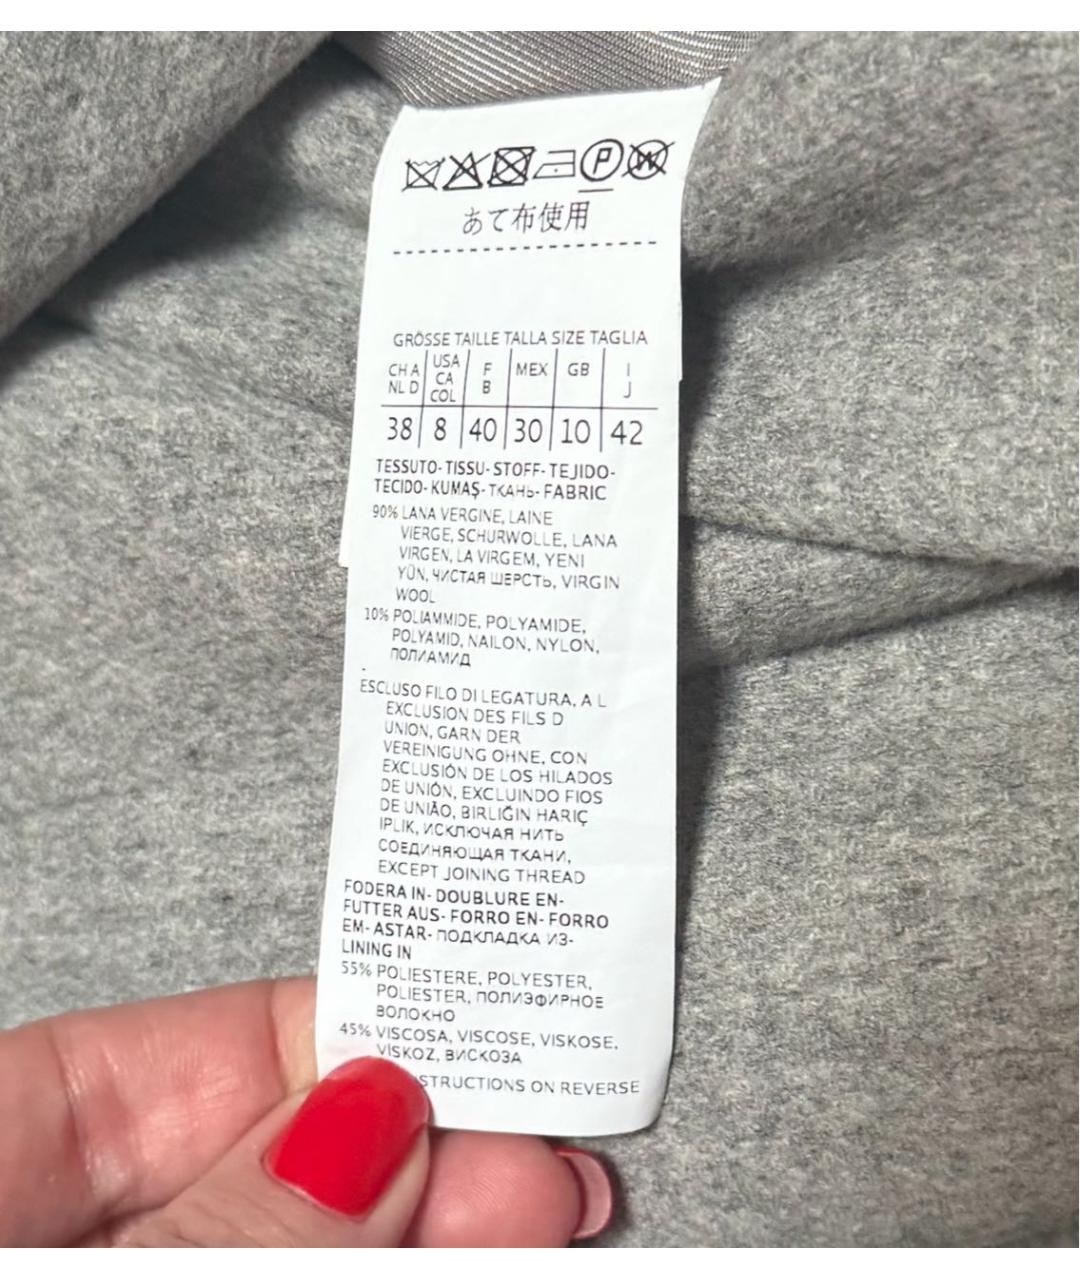 P W
あて布使用
GRÖSSE TAILLE TALLA SIZE TAGLIA
CH A NL D USA CA COL F B MEX GB I J
38 8 40 30 10 42
TESSUTO- TISSU- STOFF- TEJIDO-
TECIDO- KUMAŞ- ТКАНЬ- FABRIC
90% LANA VERGINE, LAINE
VIERGE, SCHURWOLLE, LANA
VIRGEN, LA VIRGEM, YENI
YÜN, ЧИСТАЯ ШЕРСТЬ, VIRGIN
WOOL
10% POLIAMMIDE, POLYAMIDE,
POLYAMID, NAILON, NYLON,
ПОЛИАМИД
ESCLUSO FILO DI LEGATURA, A L
EXCLUSION DES FILS D
UNION, GARN DER
VEREINIGUNG OHNE, CON
EXCLUSIÓN DE LOS HILADOS
DE UNIÓN, EXCLUINDO FIOS
DE UNIÃO, BIRLIĞIN HARIÇ
IPLIK, ИСКЛЮЧАЯ НИТЬ
СОЕДИНЯЮЩАЯ ТКАНИ,
EXCEPT JOINING THREAD
FODERA IN- DOUBLURE EN-
FUTTER AUS- FORRO EN- FORRO
EM- ASTAR- ПОДКЛАДКА ИЗ-
LINING IN
55% POLIESTERE, POLYESTER,
POLIESTER, ПОЛИЭФИРНОЕ
ВОЛОКНО
45% VISCOSA, VISCOSE, VISKOSE,
VİSKOZ, ВИСКОЗА
STRUCTIONS ON REVERSE